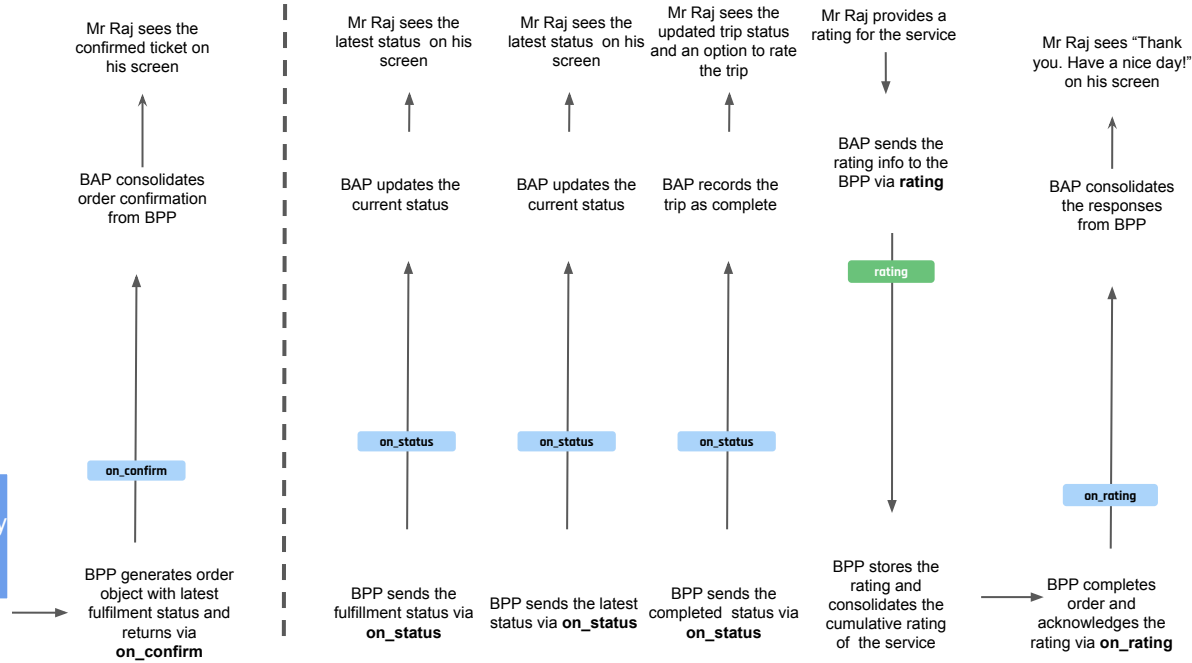 Mr Raj sees the
confirmed ticket on
his screen
BAP consolidates
order confirmation
from BPP
on_confirm
BPP generates order
object with latest
fulfilment status and
returns via
on_confirm
Mr Raj sees the
latest status on his
screen
BAP updates the
current status
on_status
BPP sends the
fulfillment status via
on_status
Mr Raj sees the
latest status on his
screen
BAP updates the
current status
on_status
BPP sends the latest
status via on_status
Mr Raj sees the
updated trip status
and an option to rate
the trip
BAP records the
trip as complete
on_status
BPP sends the
completed status via
on_status
Mr Raj provides a
rating for the service
BAP sends the
rating info to the
BPP via rating
rating
BPP stores the
rating and
consolidates the
cumulative rating
of the service
Mr Raj sees “Thank
you. Have a nice day!”
on his screen
BAP consolidates
the responses
from BPP
on_rating
BPP completes
order and
acknowledges the
rating via on_rating